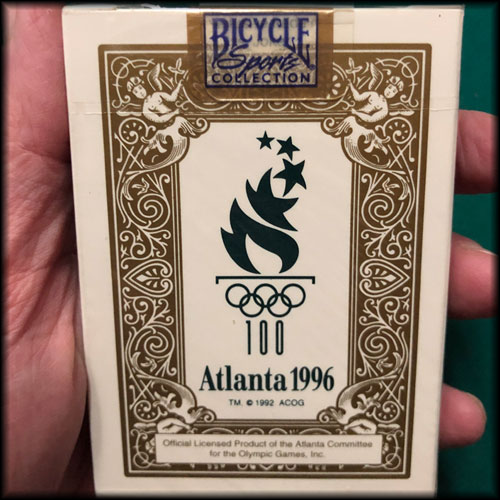 BICYCLE
Sports
COLLECTION
100
Atlanta 1996
TM. © 1992 ACOG
Official Licensed Product of the Atlanta Committee
for the Olympic Games, Inc.